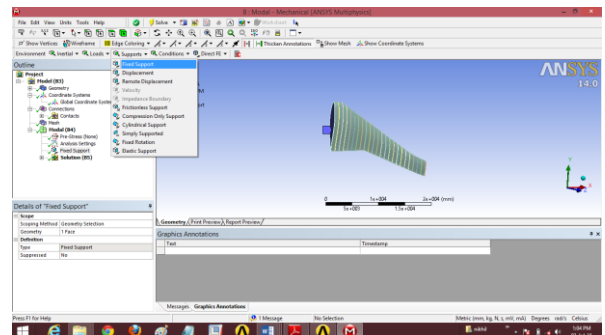 B : Modal - Mechanical [ANSYS Multiphysics]
File Edit View Units Tools Help Solve Worksheet
Show Vertices Wireframe Edge Coloring Thicken Annotations Show Mesh Show Coordinate Systems
Environment Inertial Loads Supports Conditions Direct FE
Outline
Project
Model (B3)
Geometry
Coordinate Systems
Global Coordinate System
Connections
Contacts
Mesh
Modal (B4)
Pre-Stress (None)
Analysis Settings
Fixed Support
Solution (B5)
Fixed Support
Displacement
Remote Displacement
Velocity
Impedance Boundary
Frictionless Support
Compression Only Support
Cylindrical Support
Simply Supported
Fixed Rotation
Elastic Support
ANSYS
14.0
0 1e+004 2e+004 (mm)
5e+003 1.5e+004
Geometry Print Preview Report Preview
Details of "Fixed Support"
Scope
Scoping Method Geometry Selection
Geometry 1 Face
Definition
Type Fixed Support
Suppressed No
Graphics Annotations
Text Timestamp
Messages Graphics Annotations
Press F1 for Help 1 Message No Selection Metric (mm, kg, N, s, mV, mA) Degrees rad/s Celsius
nikhil 1:04 PM